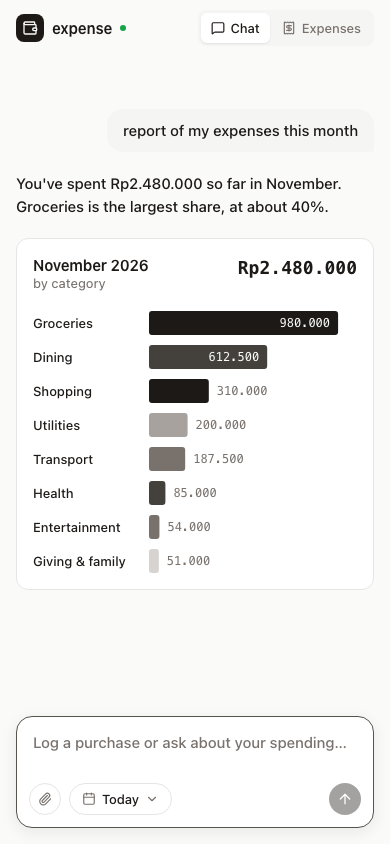 expense
Chat
Expenses
report of my expenses this month
You've spent Rp2.480.000 so far in November.
Groceries is the largest share, at about 40%.
November 2026
Rp2.480.000
by category
Groceries 980.000
Dining 612.500
Shopping 310.000
Utilities 200.000
Transport 187.500
Health 85.000
Entertainment 54.000
Giving & family 51.000
Log a purchase or ask about your spending...
Today